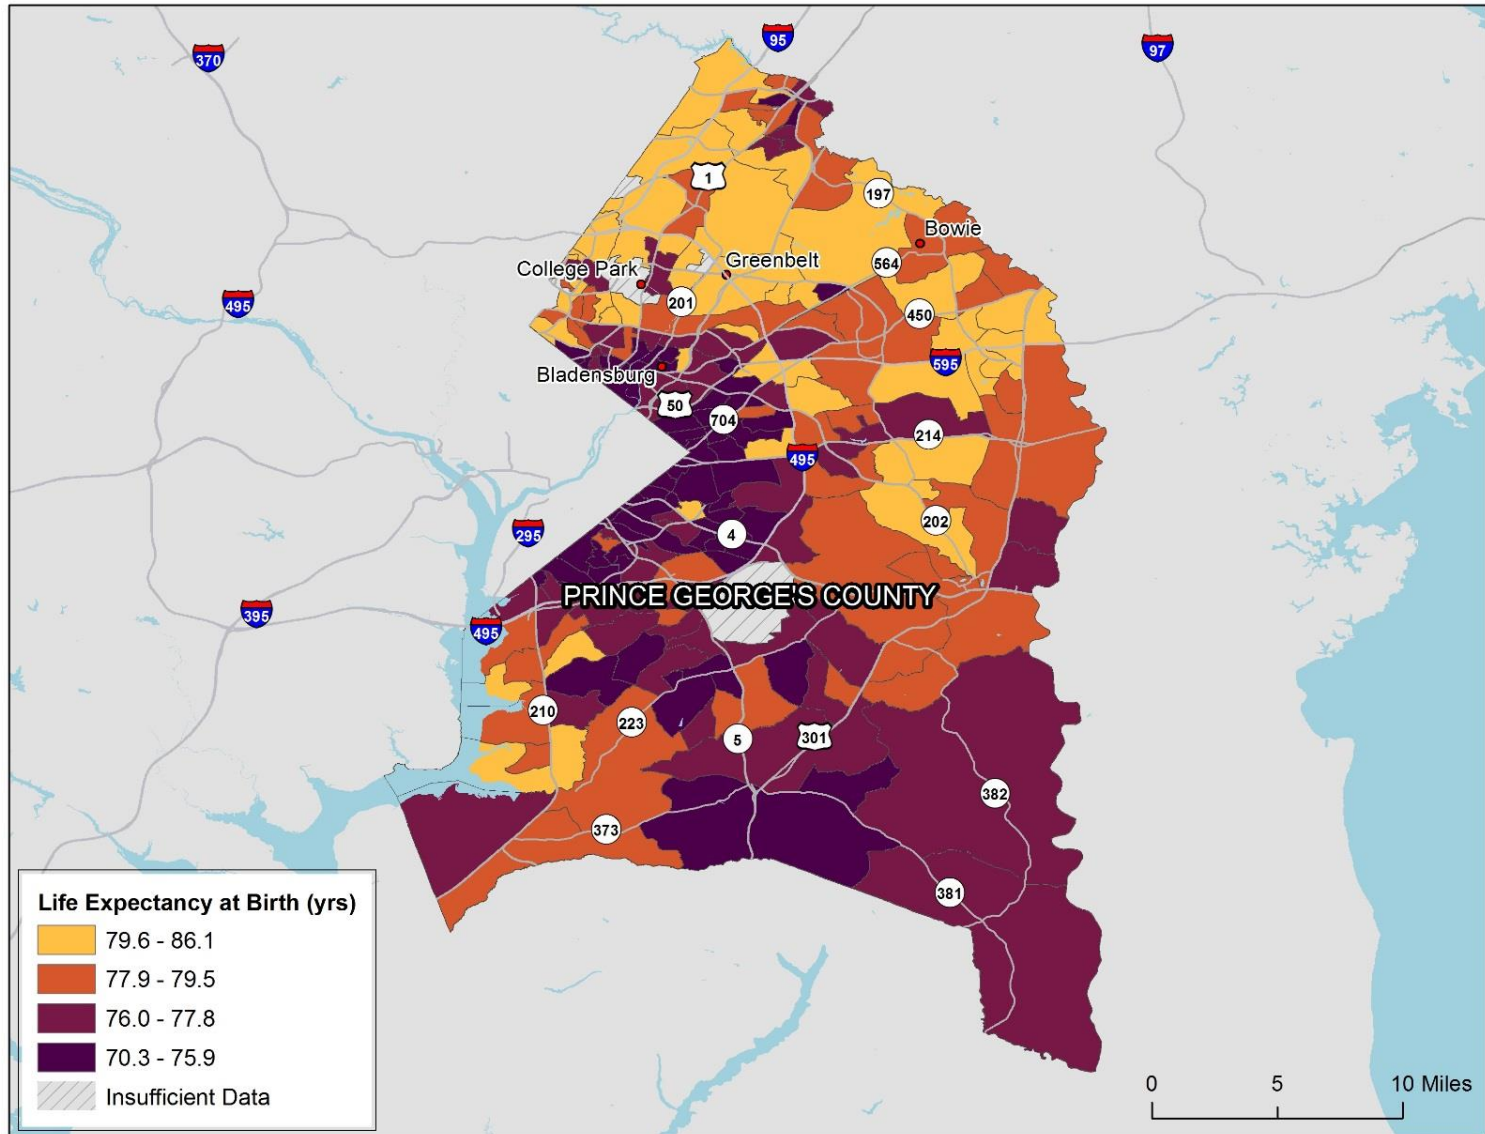 370
95
97
1
197
Bowie
College Park
Greenbelt
564
495
201
450
595
Bladensburg
50
704
214
495
202
295
4
PRINCE GEORGE'S COUNTY
395
495
210
223
5
301
382
373
381
Life Expectancy at Birth (yrs)
79.6 - 86.1
77.9 - 79.5
76.0 - 77.8
70.3 - 75.9
Insufficient Data
0 5 10 Miles